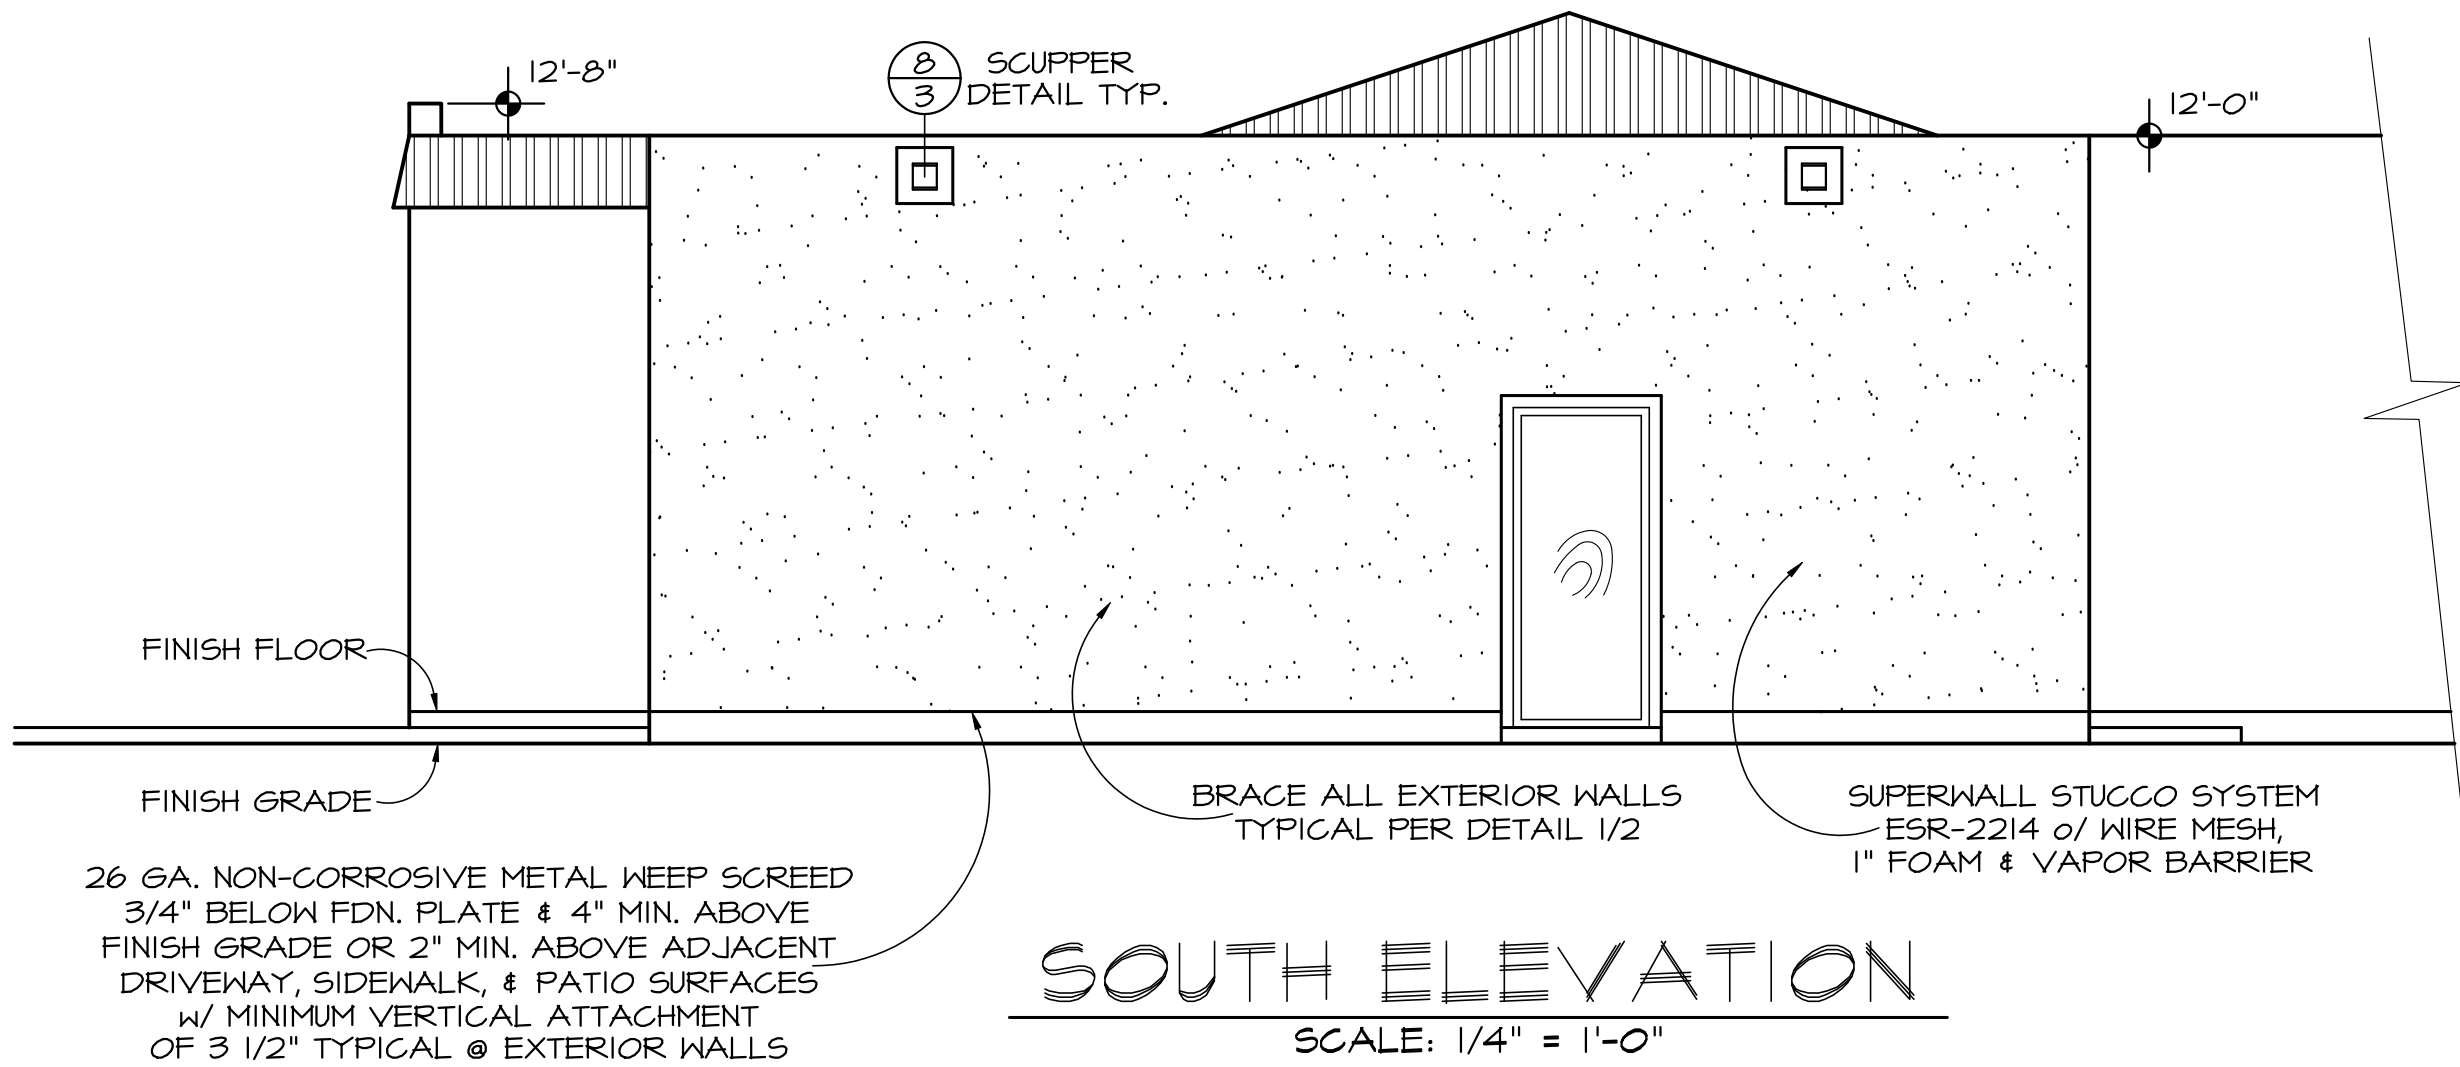 12'-8"
8
3
SCUPPER
DETAIL TYP.
12'-0"
FINISH FLOOR
FINISH GRADE
26 GA. NON-CORROSIVE METAL WEEP SCREED
3/4" BELOW FDN. PLATE & 4" MIN. ABOVE
FINISH GRADE OR 2" MIN. ABOVE ADJACENT
DRIVEWAY, SIDEWALK, & PATIO SURFACES
w/ MINIMUM VERTICAL ATTACHMENT
OF 3 1/2" TYPICAL @ EXTERIOR WALLS
BRACE ALL EXTERIOR WALLS
TYPICAL PER DETAIL 1/2
SUPERWALL STUCCO SYSTEM
ESR-2214 o/ WIRE MESH,
1" FOAM & VAPOR BARRIER
SOUTH ELEVATION
SCALE: 1/4" = 1'-0"